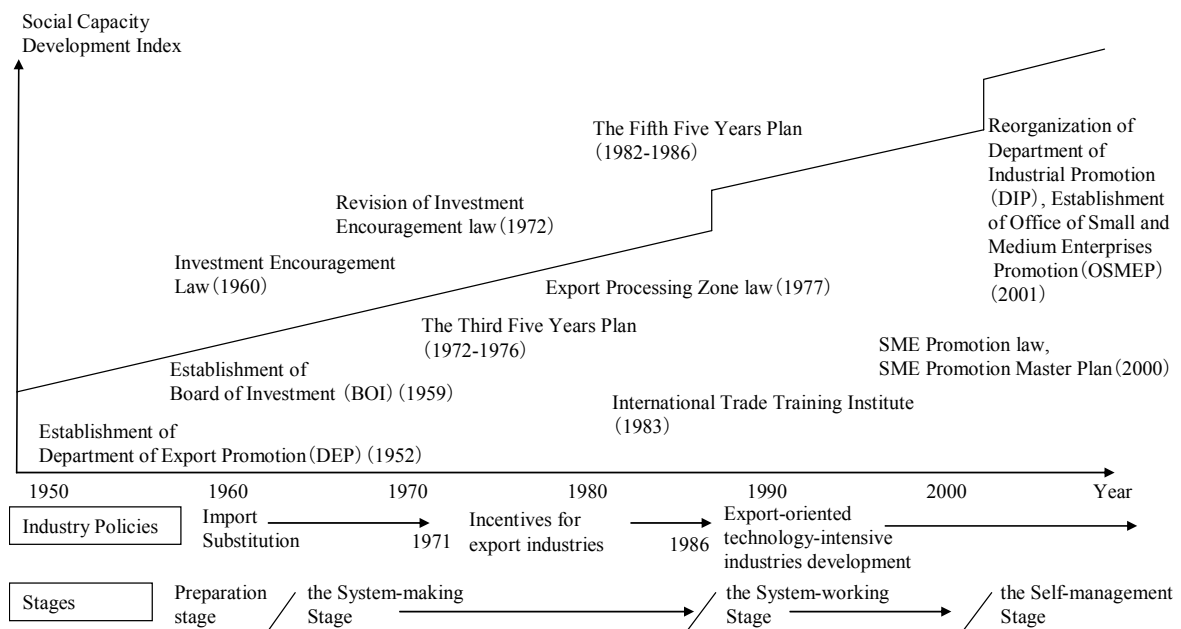 Social Capacity
Development Index
The Fifth Five Years Plan
(1982-1986)
Revision of Investment
Encouragement law(1972)
Investment Encouragement
Law(1960)
Reorganization of
Department of
Industrial Promotion
(DIP), Establishment
of Office of Small and
Medium Enterprises
Promotion(OSMEP)
(2001)
Export Processing Zone law(1977)
The Third Five Years Plan
(1972-1976)
SME Promotion law,
SME Promotion Master Plan(2000)
Establishment of
Board of Investment (BOI) (1959)
International Trade Training Institute
(1983)
Establishment of
Department of Export Promotion(DEP) (1952)
1950 1960 1970 1980 1990 2000 Year
Industry Policies
Import
Substitution
1971
Incentives for
export industries
1986
Export-oriented
technology-intensive
industries development
Stages
Preparation
stage
the System-making
Stage
the System-working
Stage
the Self-management
Stage